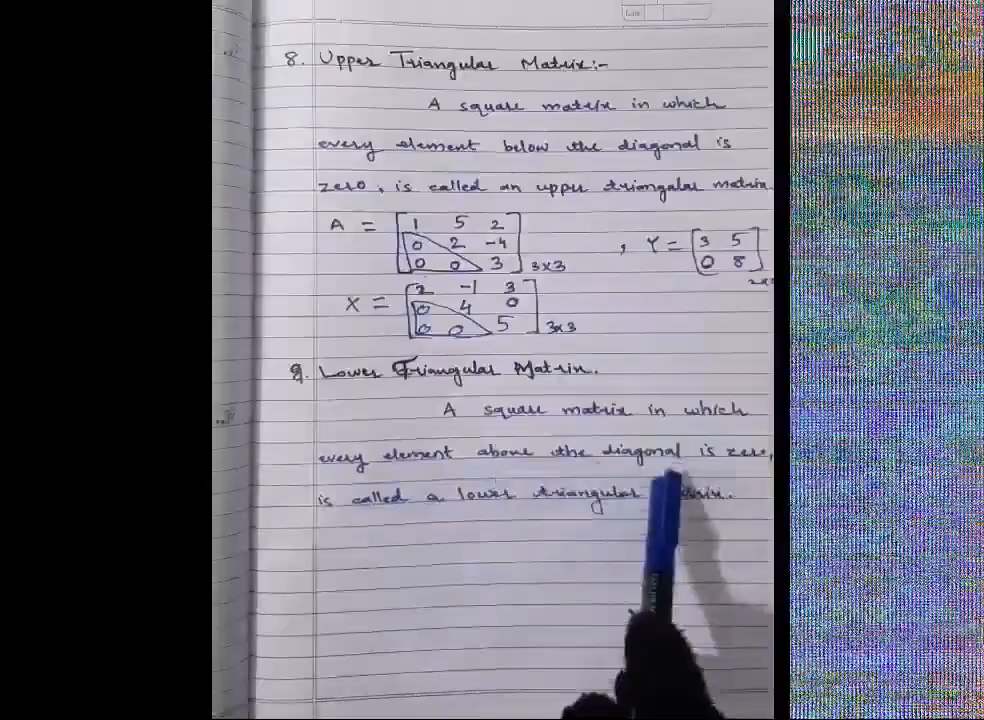 8. Upper Triangular Matrix:-
A square matrix in which
every element below the diagonal is
zero, is called an upper triangular matrix.
A = [1 5 2
0 2 -4
0 0 3] 3x3 , Y = [3 5
0 8]
X = [2 -1 3
0 4 0
0 0 5] 3x3
9. Lower Triangular Matrix.
A square matrix in which
every element above the diagonal is zero,
is called a lower triangular